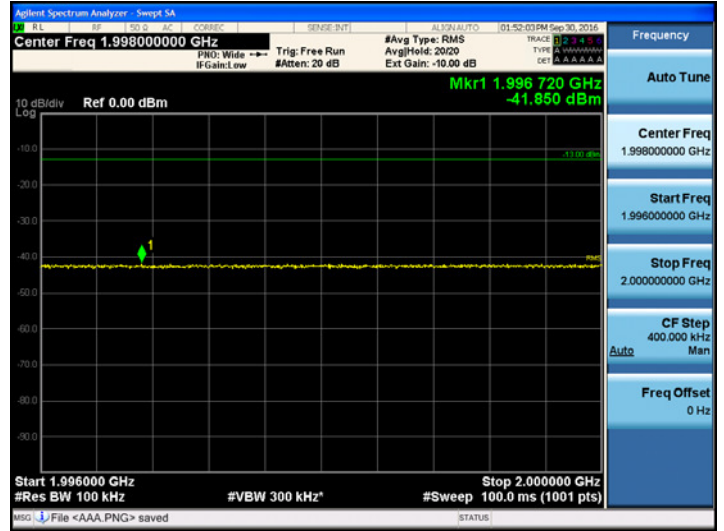 Agilent Spectrum Analyzer - Swept SA
RL RF 50 Ω AC CORREC SENSE:INT ALIGN AUTO 01:52:03 PM Sep 30, 2016
Center Freq 1.998000000 GHz
PNO: Wide
IFGain:Low
Trig: Free Run
#Atten: 20 dB
#Avg Type: RMS
Avg|Hold: 20/20
Ext Gain: -10.00 dB
TRACE 1 2 3 4 5 6
TYPE A
DET A A A A A A
Frequency
Mkr1 1.996 720 GHz
-41.850 dBm
10 dB/div Ref 0.00 dBm
Log
-10.0
-13.00 dBm
-20.0
-30.0
1
-40.0
RMS
-50.0
-60.0
-70.0
-80.0
-90.0
Start 1.996000 GHz Stop 2.000000 GHz
#Res BW 100 kHz #VBW 300 kHz* #Sweep 100.0 ms (1001 pts)
MSG File <AAA.PNG> saved STATUS
Auto Tune
Center Freq
1.998000000 GHz
Start Freq
1.996000000 GHz
Stop Freq
2.000000000 GHz
CF Step
400.000 kHz
Auto Man
Freq Offset
0 Hz